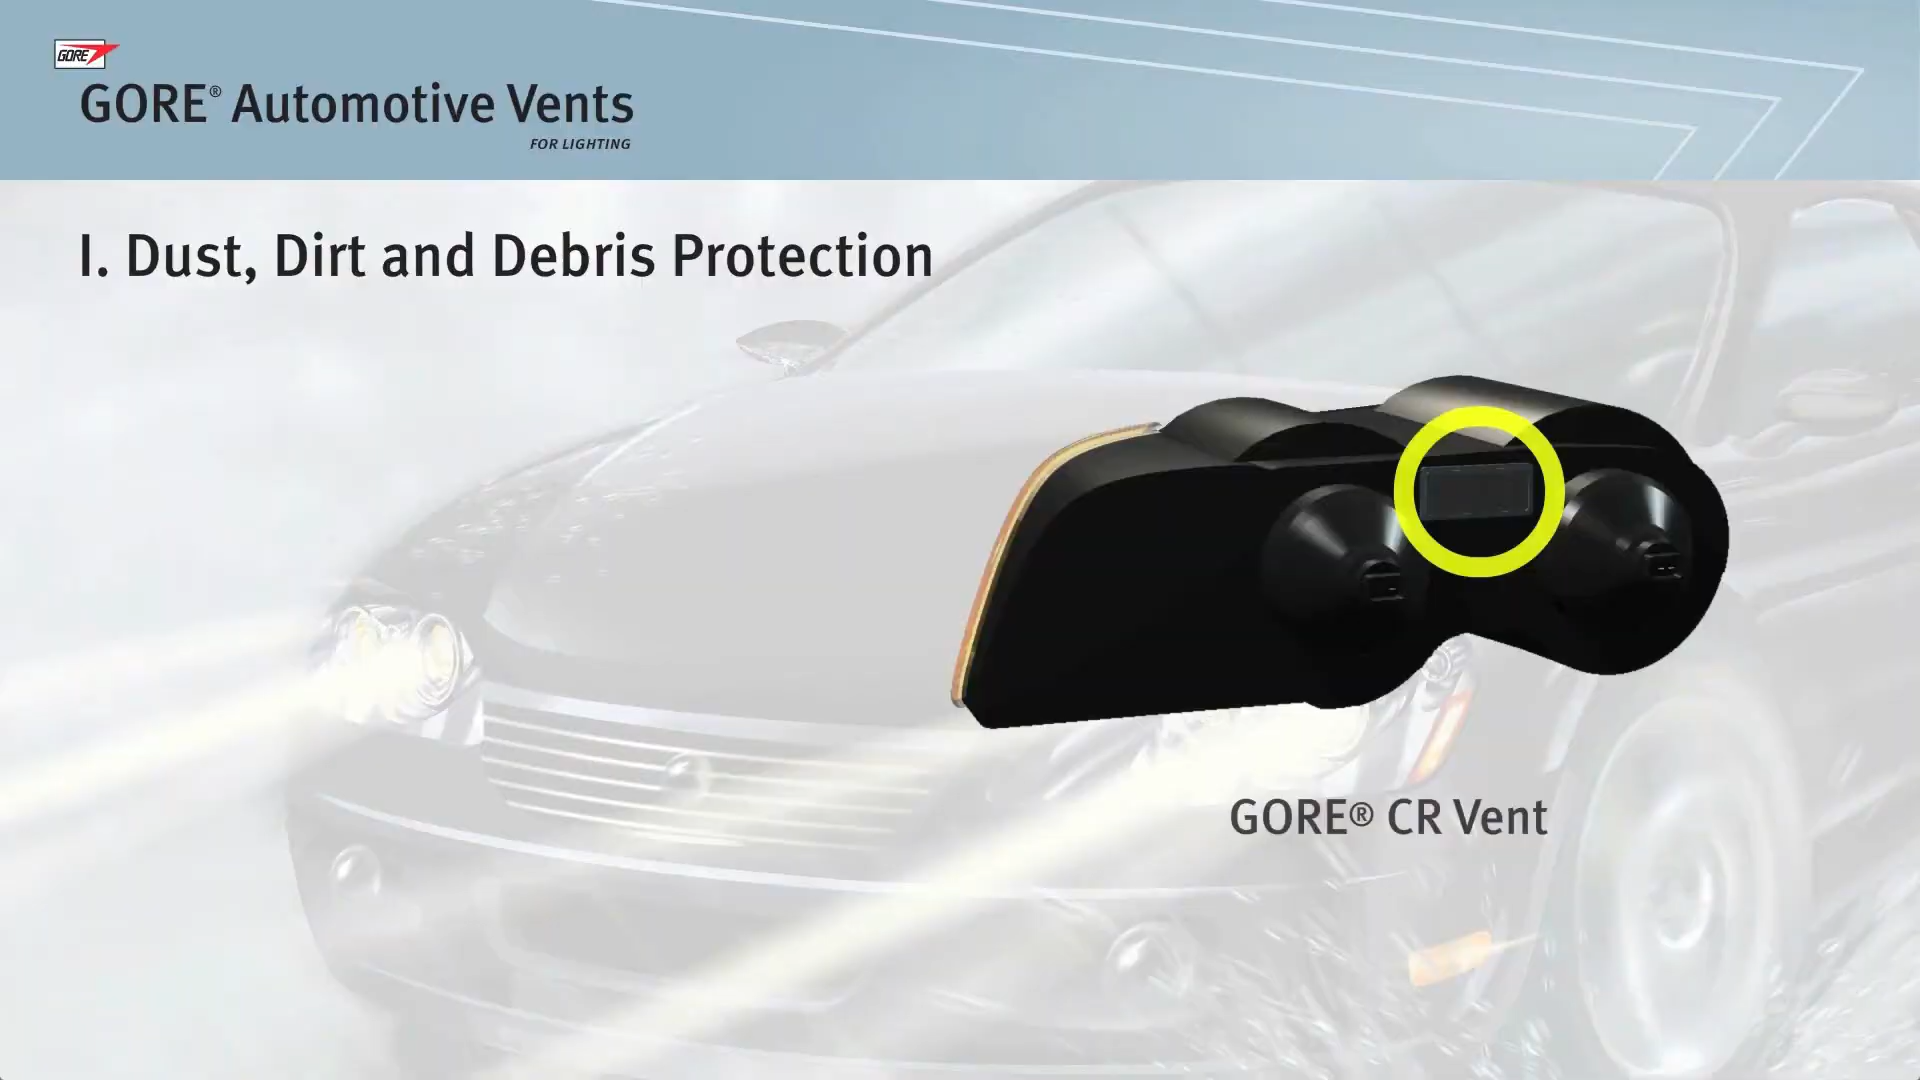 GORE
GORE® Automotive Vents
FOR LIGHTING
I. Dust, Dirt and Debris Protection
GORE® CR Vent